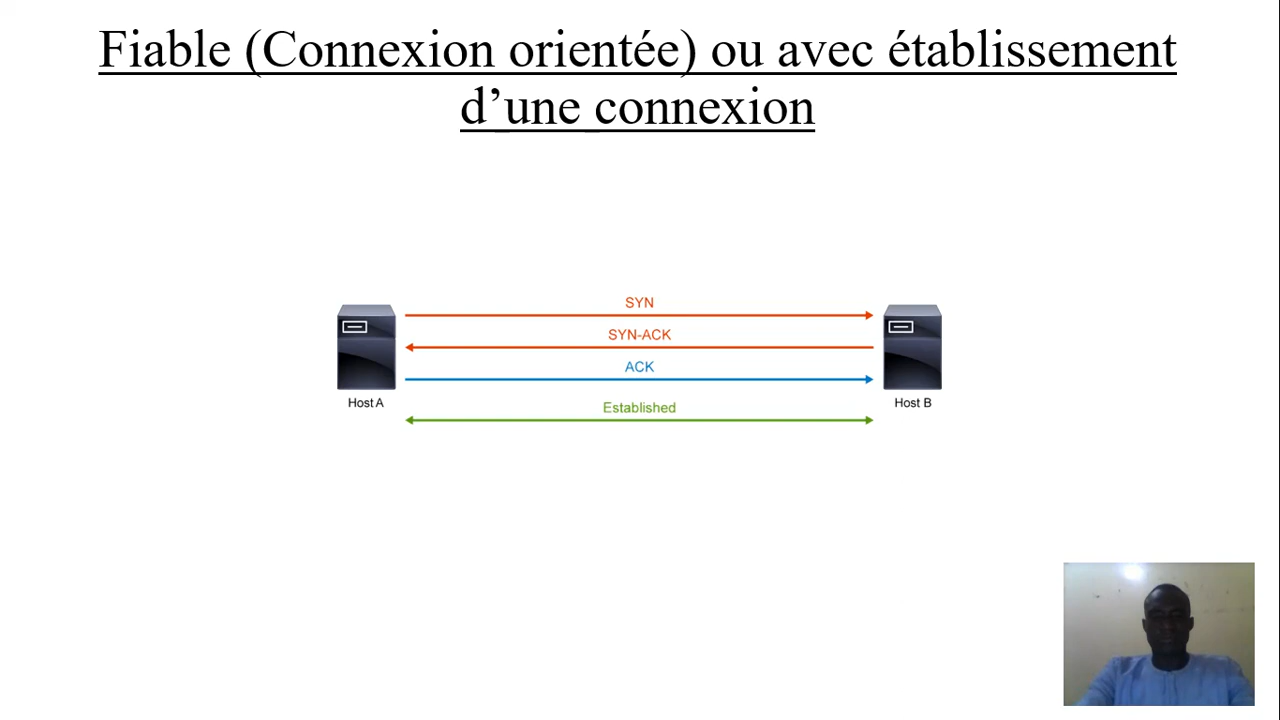 Fiable (Connexion orientée) ou avec établissement
d’une connexion
SYN
SYN-ACK
ACK
Established
Host A
Host B